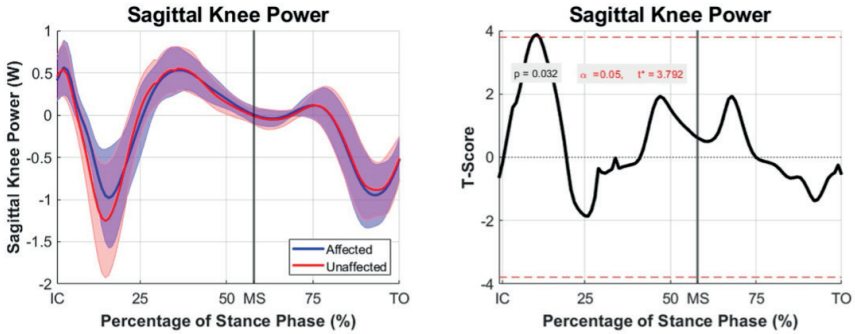 Sagittal Knee Power
1
0.5
0
-0.5
-1
-1.5
-2
Sagittal Knee Power (W)
Affected
Unaffected
IC 25 50 MS 75 TO
Percentage of Stance Phase (%)
Sagittal Knee Power
4
2
0
-2
-4
T-Score
p = 0.032
α =0.05, t* = 3.792
IC 25 50 MS 75 TO
Percentage of Stance Phase (%)